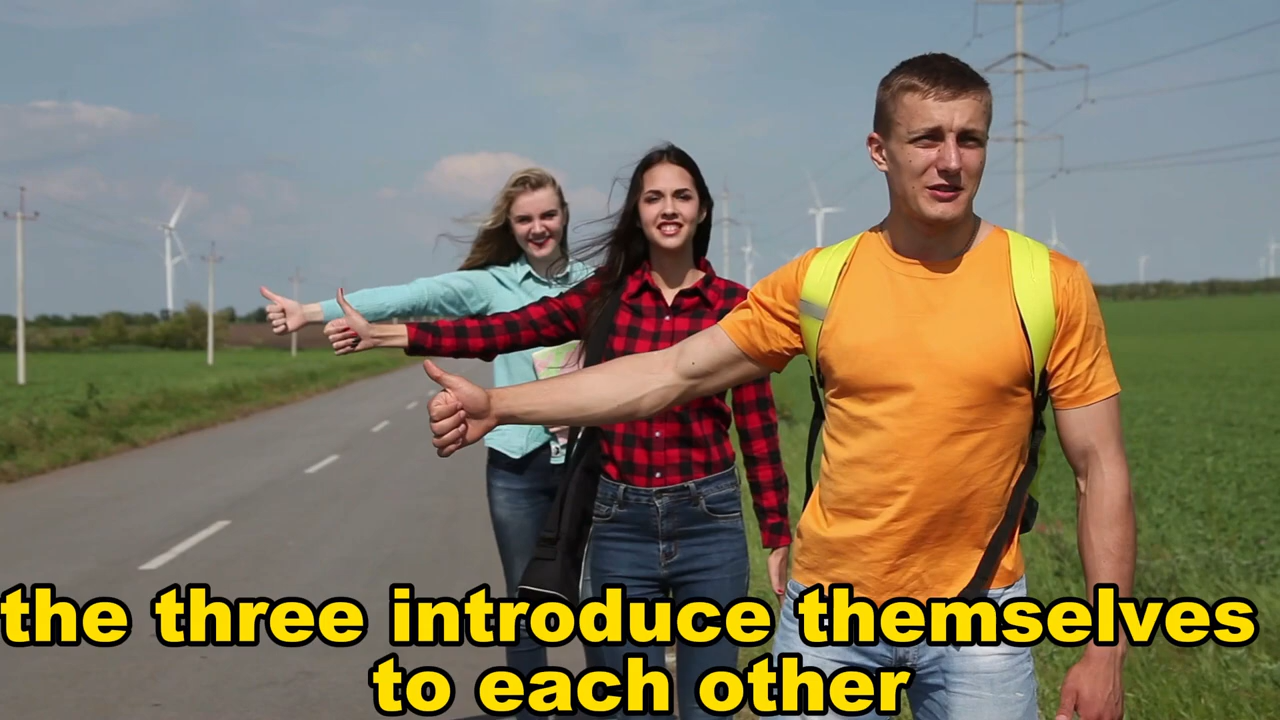 the three introduce themselves
to each other